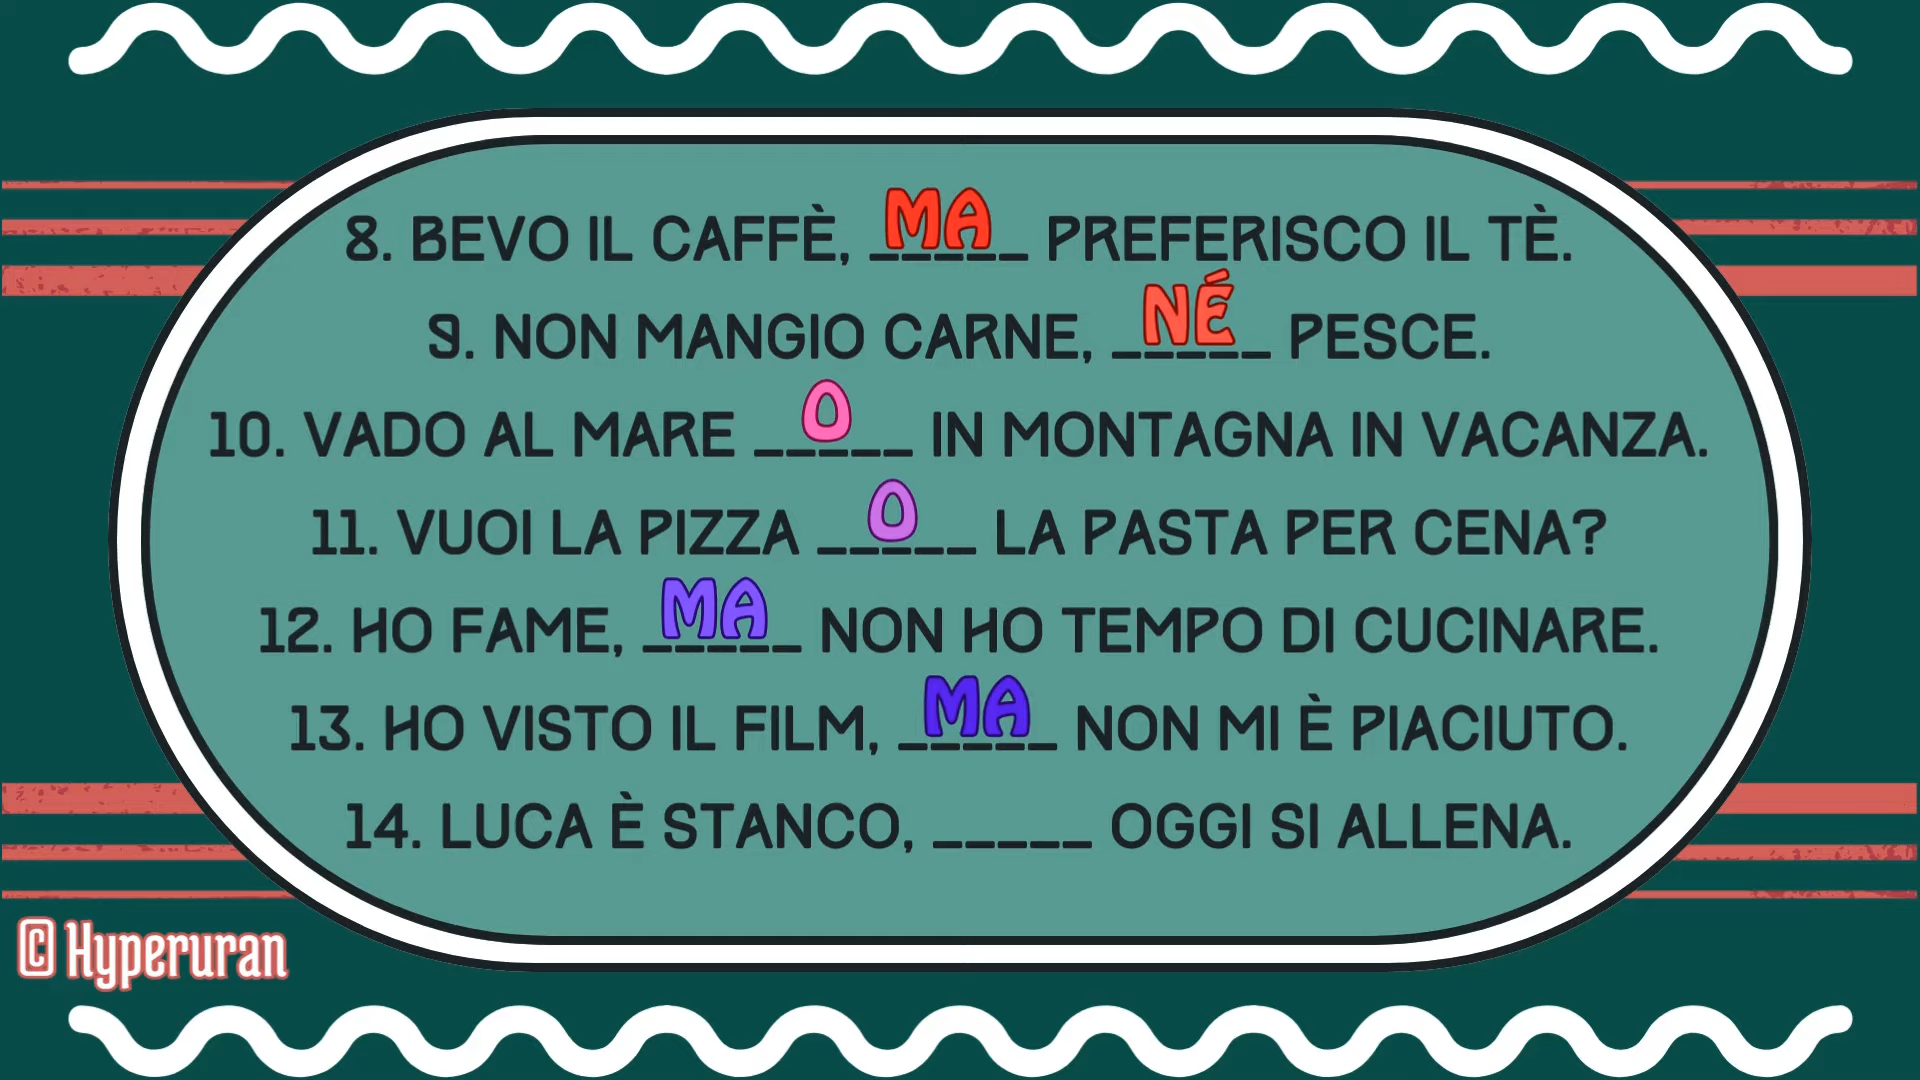 8. BEVO IL CAFFÈ, MA PREFERISCO IL TÈ.
9. NON MANGIO CARNE, NÉ PESCE.
10. VADO AL MARE O IN MONTAGNA IN VACANZA.
11. VUOI LA PIZZA O LA PASTA PER CENA?
12. HO FAME, MA NON HO TEMPO DI CUCINARE.
13. HO VISTO IL FILM, MA NON MI È PIACIUTO.
14. LUCA È STANCO, _____ OGGI SI ALLENA.
© Hyperuran